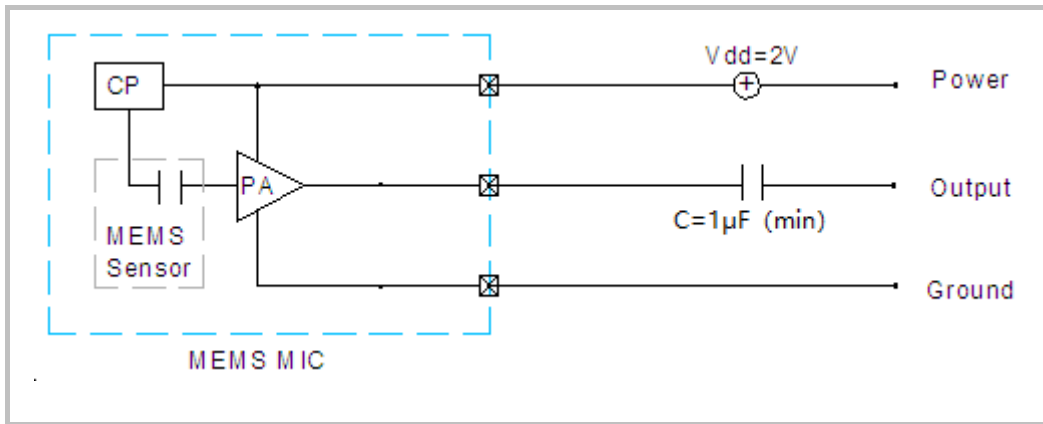 Vdd=2V
CP
Power
PA
Output
MEMS
Sensor
C=1μF (min)
Ground
MEMS MIC